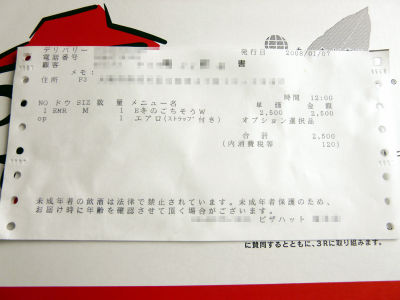 デリバリー 発行日 2008/01/07
電話番号
顧客 書
メモ:
住所 P3
時間 12:00
NO ドウ SIZ 数 量 メニュー名 単 価 金 額
1 EHR M 1 E冬のごちそうW 2,500 2,500
op 1 エアロ(ストラップ付き) オプション選択品
合 計 2,500
(内消費税等 120)
未成年者の飲酒は法律で禁止されています。未成年者保護のため、
お届け時に年齢を確認させて頂く場合がございます。
ピザハット
に賛同するとともに、3Rに取り組みます。